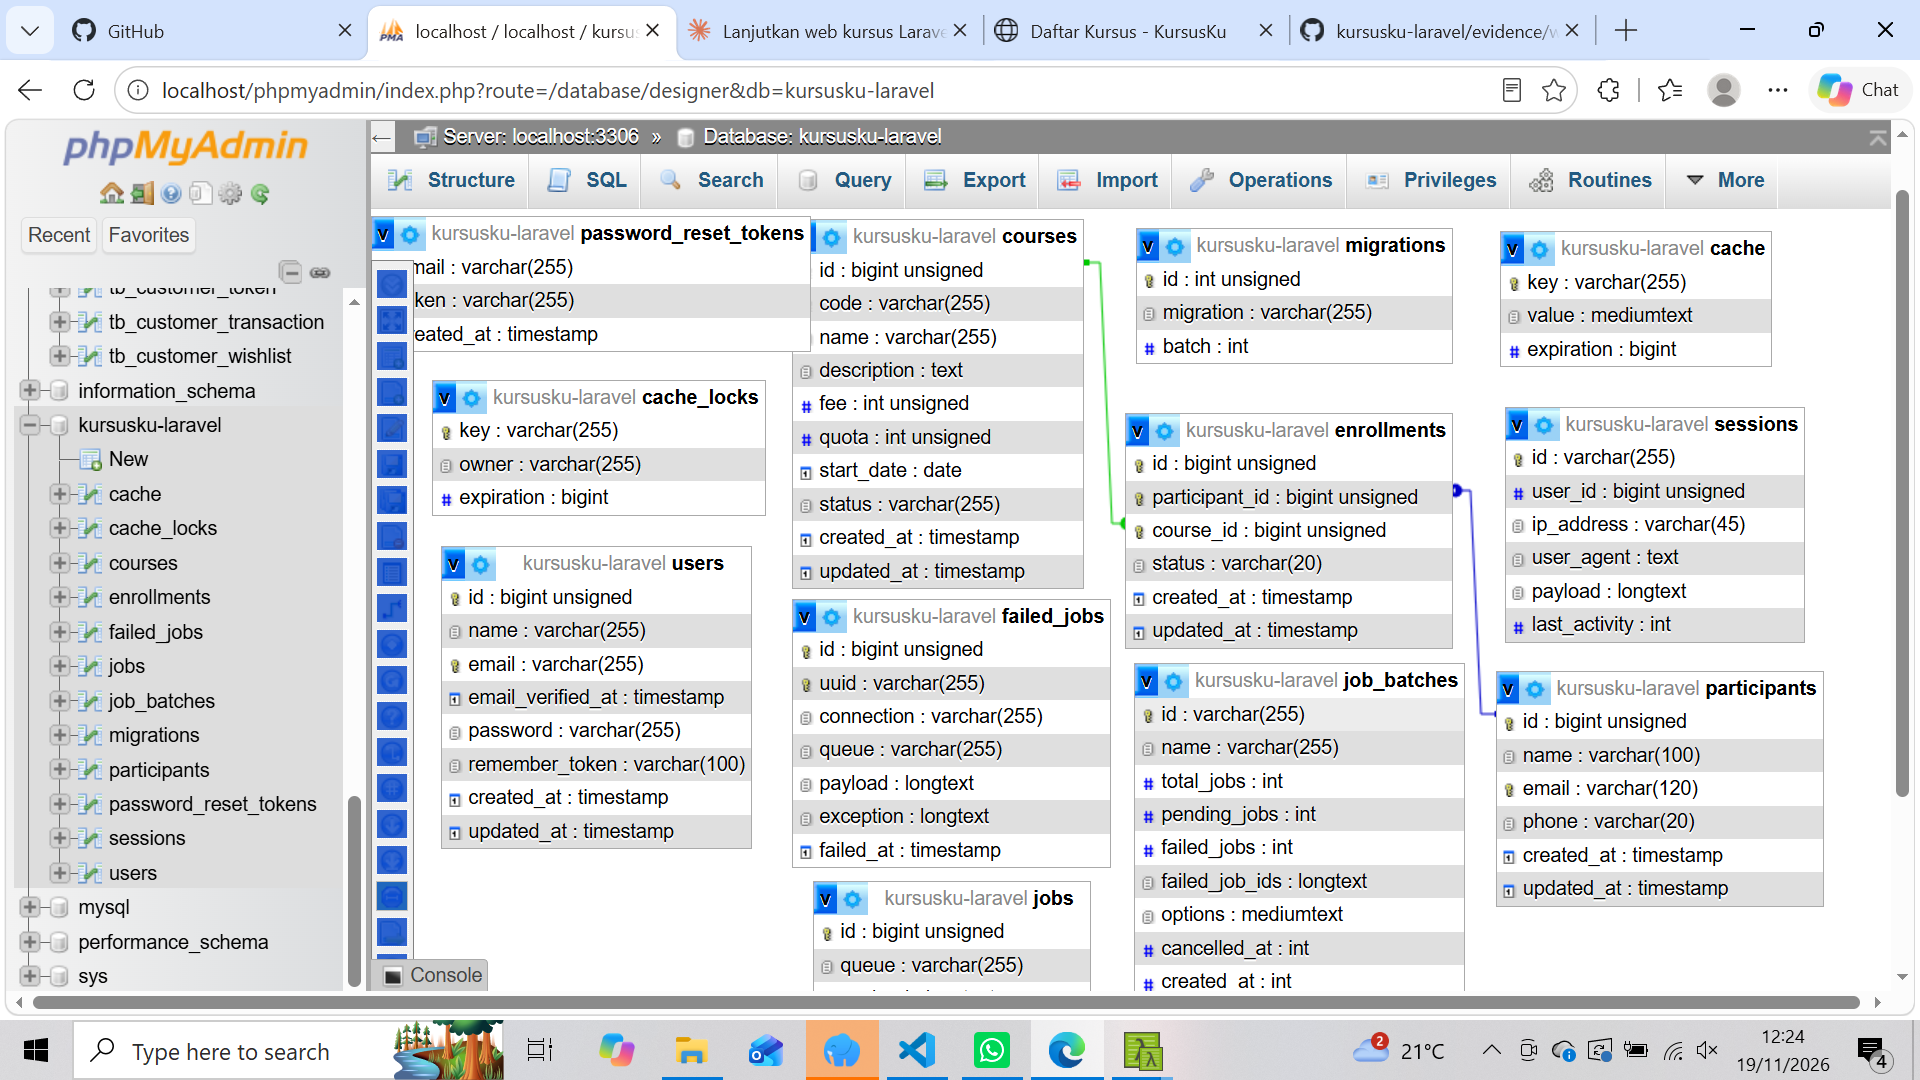 GitHub
localhost / localhost / kursus
Lanjutkan web kursus Larave
Daftar Kursus - KursusKu
kursusku-laravel/evidence/w
localhost/phpmyadmin/index.php?route=/database/designer&db=kursusku-laravel
Chat
phpMyAdmin
Recent
Favorites
tb_customer_token
tb_customer_transaction
tb_customer_wishlist
information_schema
kursusku-laravel
New
cache
cache_locks
courses
enrollments
failed_jobs
jobs
job_batches
migrations
participants
password_reset_tokens
sessions
users
mysql
performance_schema
sys
Server: localhost:3306 » Database: kursusku-laravel
Structure
SQL
Search
Query
Export
Import
Operations
Privileges
Routines
More
v kursusku-laravel password_reset_tokens
mail : varchar(255)
ken : varchar(255)
eated_at : timestamp
v kursusku-laravel cache_locks
key : varchar(255)
owner : varchar(255)
# expiration : bigint
v kursusku-laravel users
id : bigint unsigned
name : varchar(255)
email : varchar(255)
email_verified_at : timestamp
password : varchar(255)
remember_token : varchar(100)
created_at : timestamp
updated_at : timestamp
kursusku-laravel courses
id : bigint unsigned
code : varchar(255)
name : varchar(255)
description : text
# fee : int unsigned
# quota : int unsigned
start_date : date
status : varchar(255)
created_at : timestamp
updated_at : timestamp
v kursusku-laravel failed_jobs
id : bigint unsigned
uuid : varchar(255)
connection : varchar(255)
queue : varchar(255)
payload : longtext
exception : longtext
failed_at : timestamp
v kursusku-laravel jobs
id : bigint unsigned
queue : varchar(255)
v kursusku-laravel migrations
id : int unsigned
migration : varchar(255)
# batch : int
v kursusku-laravel enrollments
id : bigint unsigned
participant_id : bigint unsigned
course_id : bigint unsigned
status : varchar(20)
created_at : timestamp
updated_at : timestamp
v kursusku-laravel job_batches
id : varchar(255)
name : varchar(255)
# total_jobs : int
# pending_jobs : int
# failed_jobs : int
failed_job_ids : longtext
options : mediumtext
# cancelled_at : int
# created_at : int
v kursusku-laravel cache
key : varchar(255)
value : mediumtext
# expiration : bigint
v kursusku-laravel sessions
id : varchar(255)
# user_id : bigint unsigned
ip_address : varchar(45)
user_agent : text
payload : longtext
# last_activity : int
v kursusku-laravel participants
id : bigint unsigned
name : varchar(100)
email : varchar(120)
phone : varchar(20)
created_at : timestamp
updated_at : timestamp
Console
Type here to search
2
21°C
12:24
19/11/2026
4